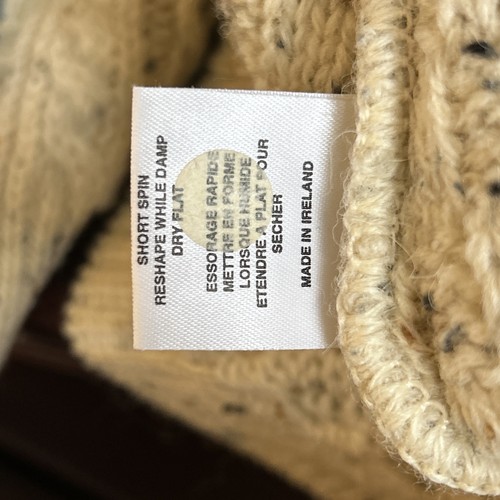 SHORT SPIN
RESHAPE WHILE DAMP
DRY FLAT
ESSORAGE RAPIDE
METTRE EN FORME
LORSQUE HUMIDE
ETENDRE A PLAT POUR
SECHER
MADE IN IRELAND